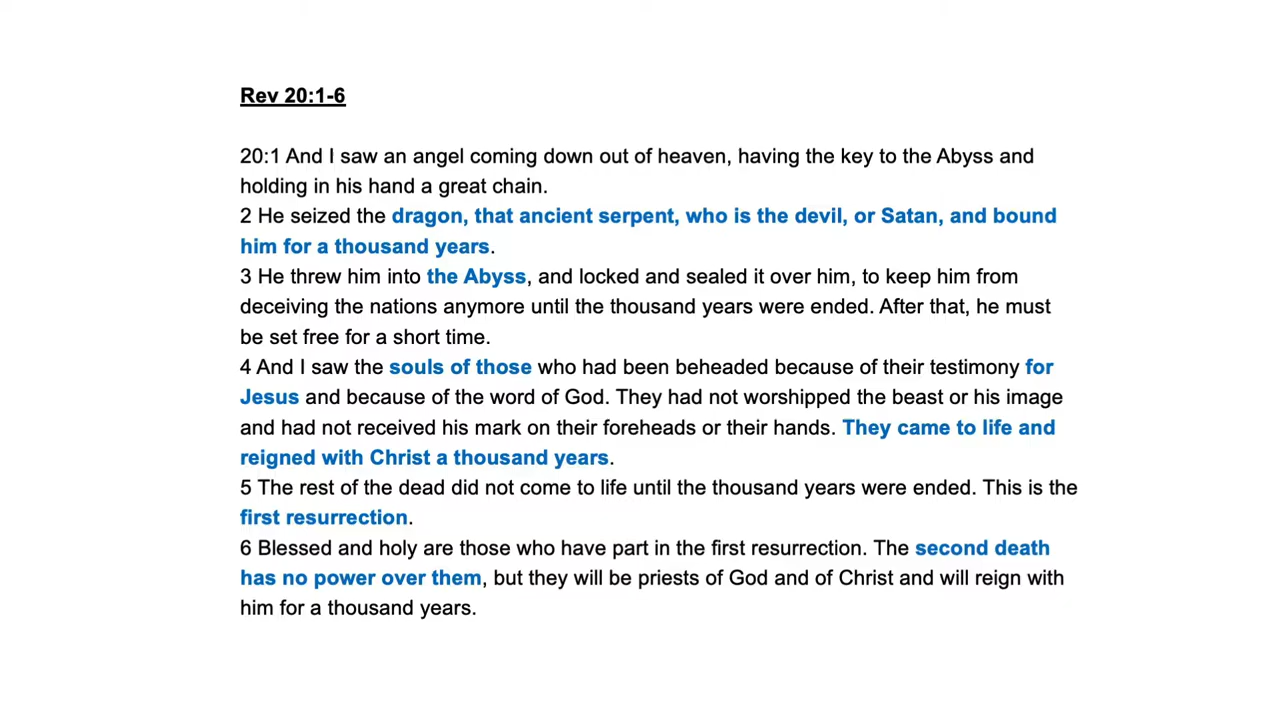 Rev 20:1-6
20:1 And I saw an angel coming down out of heaven, having the key to the Abyss and
holding in his hand a great chain.
2 He seized the dragon, that ancient serpent, who is the devil, or Satan, and bound
him for a thousand years.
3 He threw him into the Abyss, and locked and sealed it over him, to keep him from
deceiving the nations anymore until the thousand years were ended. After that, he must
be set free for a short time.
4 And I saw the souls of those who had been beheaded because of their testimony for
Jesus and because of the word of God. They had not worshipped the beast or his image
and had not received his mark on their foreheads or their hands. They came to life and
reigned with Christ a thousand years.
5 The rest of the dead did not come to life until the thousand years were ended. This is the
first resurrection.
6 Blessed and holy are those who have part in the first resurrection. The second death
has no power over them, but they will be priests of God and of Christ and will reign with
him for a thousand years.